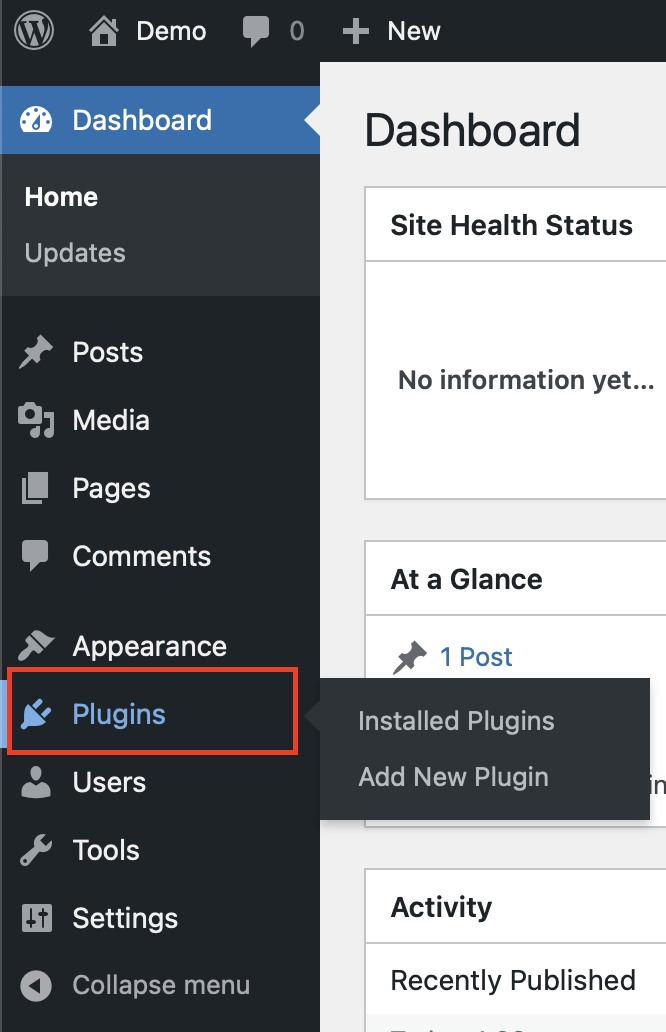 Demo 0 New
Dashboard
Home
Updates
Posts
Media
Pages
Comments
Appearance
Plugins
Installed Plugins
Add New Plugin
Users
Tools
Settings
Collapse menu
Dashboard
Site Health Status
No information yet...
At a Glance
1 Post
Activity
Recently Published